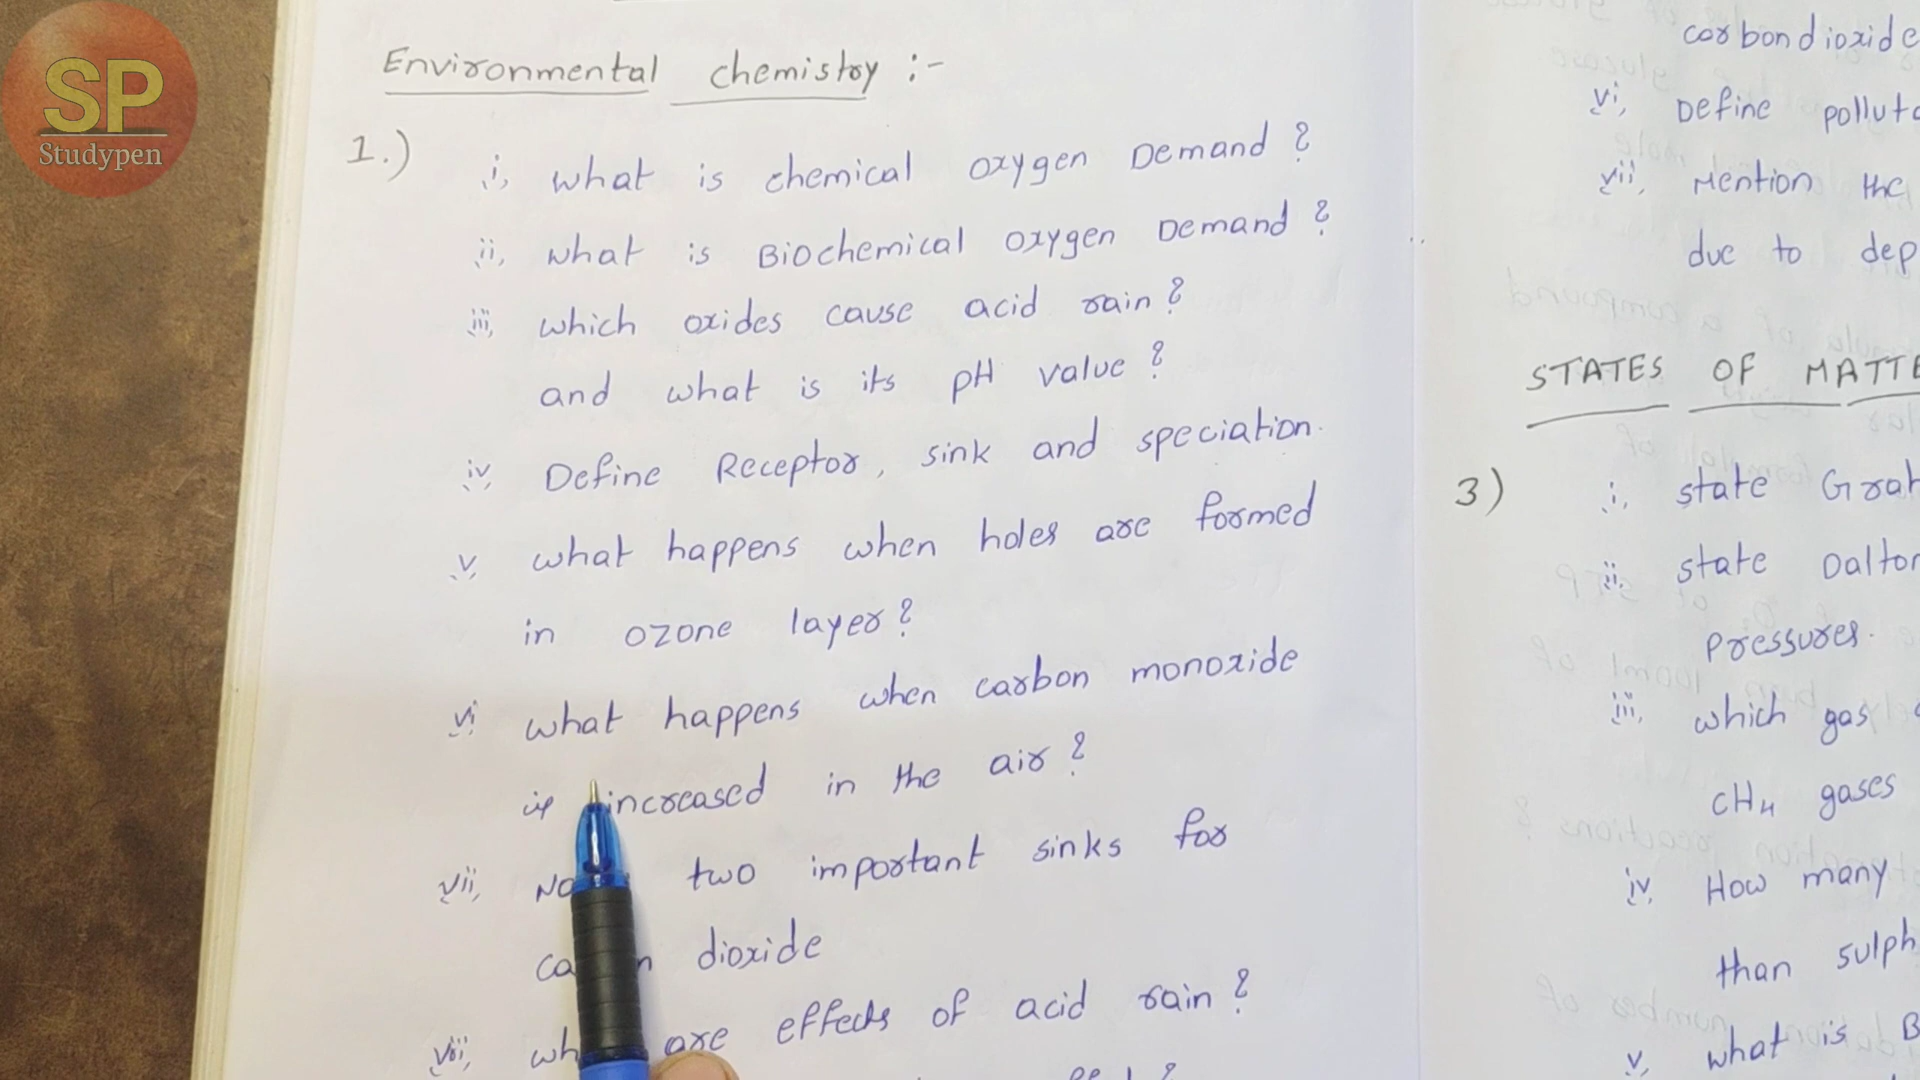 SP
Studypen
Environmental chemistry :-
1.) i, what is chemical oxygen Demand ?
ii, what is Biochemical oxygen Demand ?
iii, which oxides cause acid rain ?
and what is its pH value ?
iv, Define Receptor, sink and speciation.
v, what happens when holes are formed
in ozone layer ?
vi what happens when carbon monoxide
is increased in the air ?
vii, two important sinks for
dioxide
viii, are effects of acid rain ?
carbondioxide
vi, Define
vii, Mention the
due to
STATES OF
3) i, state
ii, state
pressures.
iii, which gas
CH4 gases
iv, How many
than
v, what is